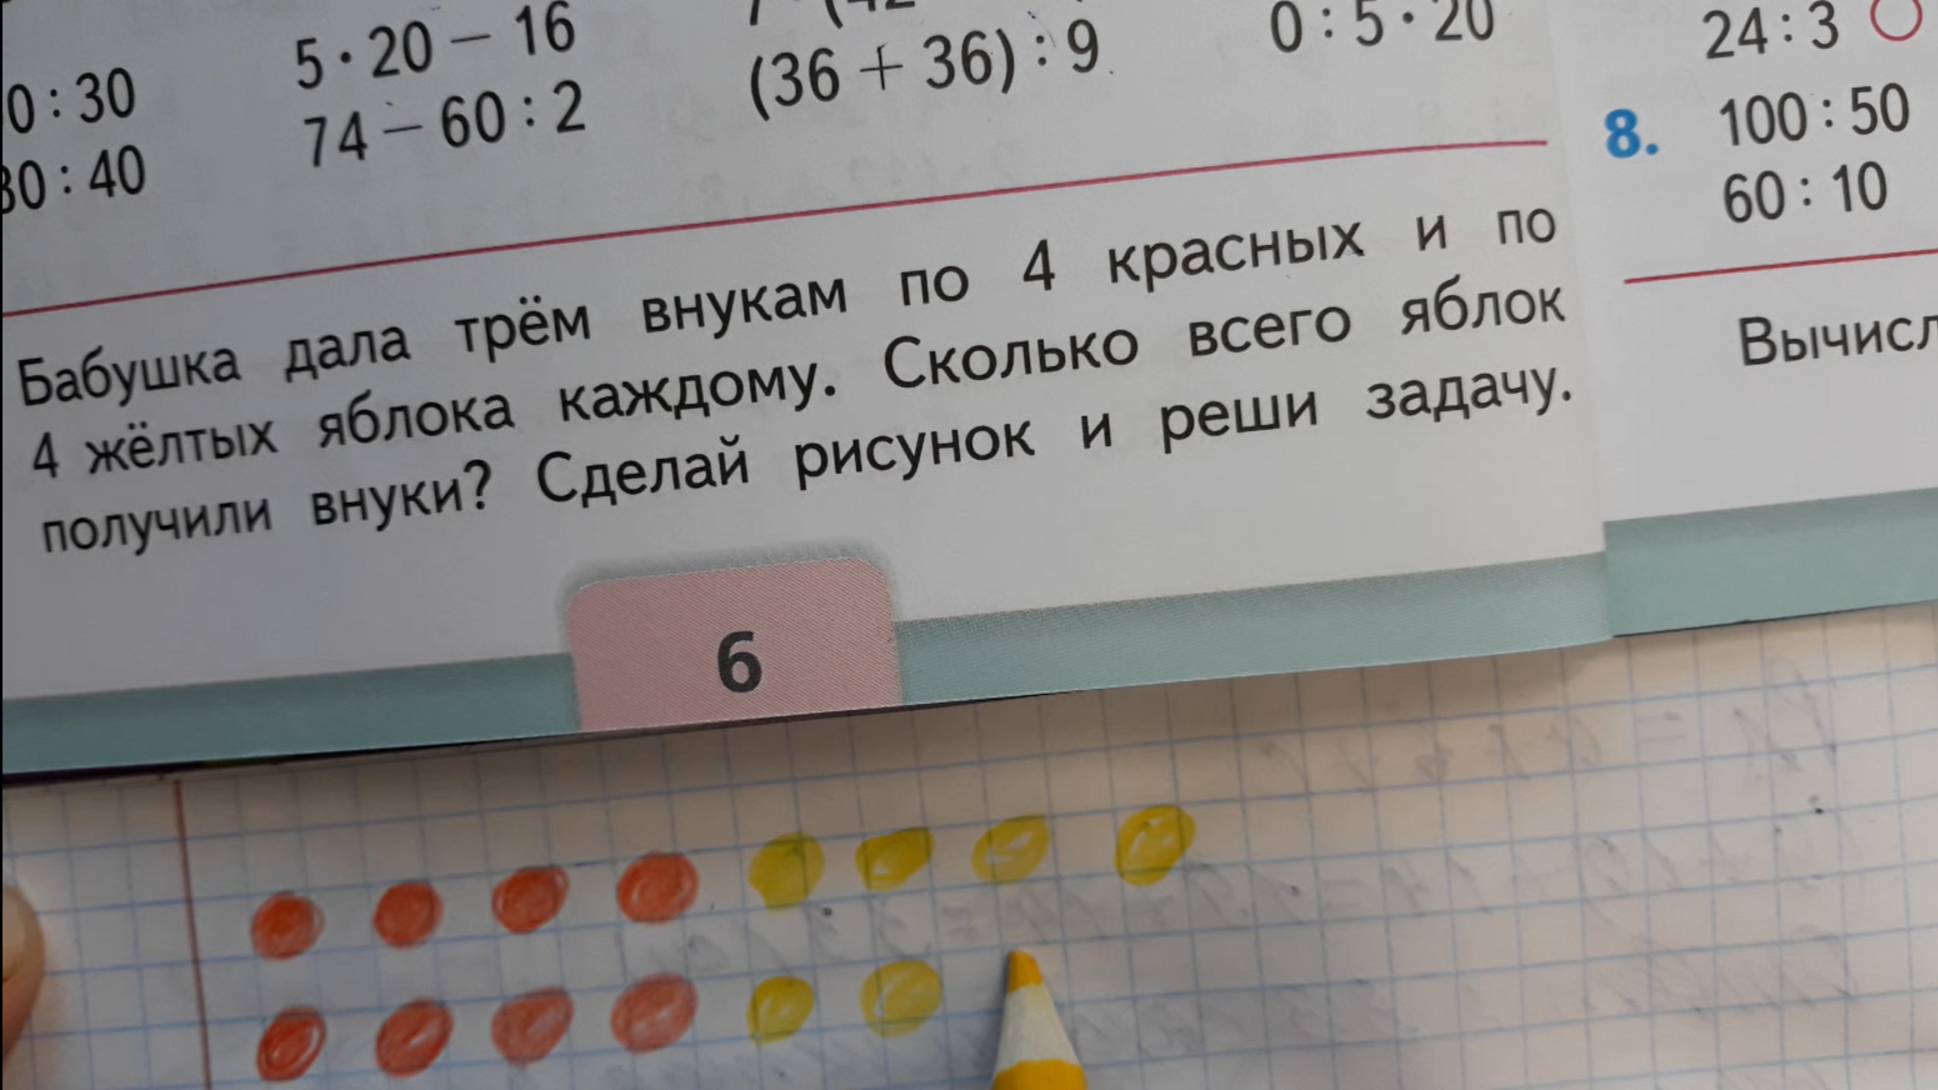 5 · 20 − 16
0 : 30
74 − 60 : 2
(36 + 36) : 9
0 : 5 · 20
30 : 40
24 : 3
8. 100 : 50
60 : 10
Бабушка дала трём внукам по 4 красных и по
4 жёлтых яблока каждому. Сколько всего яблок
получили внуки? Сделай рисунок и реши задачу.
Вычисл
6